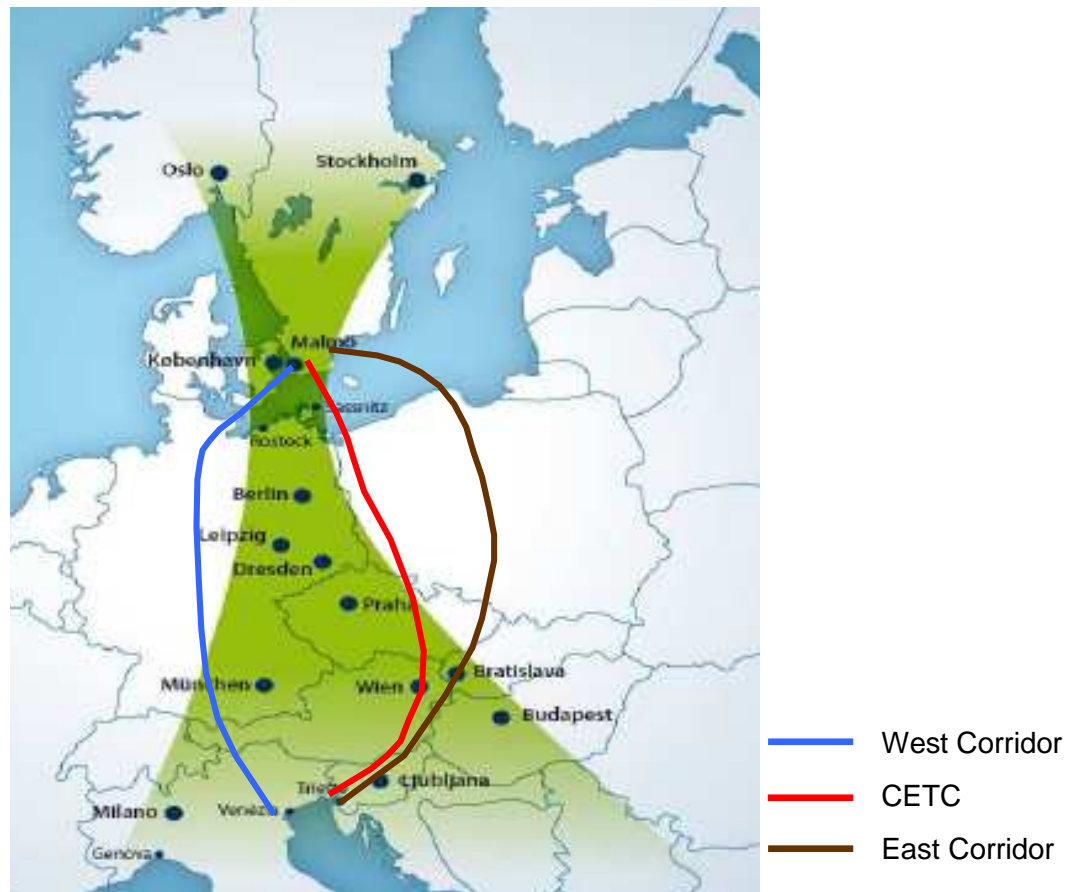 Oslo
Stockholm
Malmö
København
Sassnitz
Rostock
Berlin
Leipzig
Dresden
Praha
München
Wien
Bratislava
Budapest
West Corridor
Trieste
Ljubljana
CETC
Milano
Venezia
East Corridor
Genova